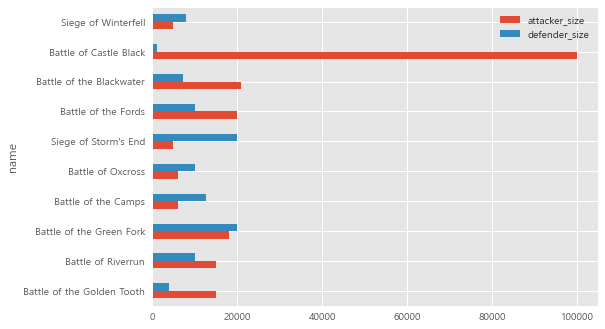 Siege of Winterfell
Battle of Castle Black
Battle of the Blackwater
Battle of the Fords
Siege of Storm's End
Battle of Oxcross
Battle of the Camps
Battle of the Green Fork
Battle of Riverrun
Battle of the Golden Tooth
name
attacker_size
defender_size
0 20000 40000 60000 80000 100000